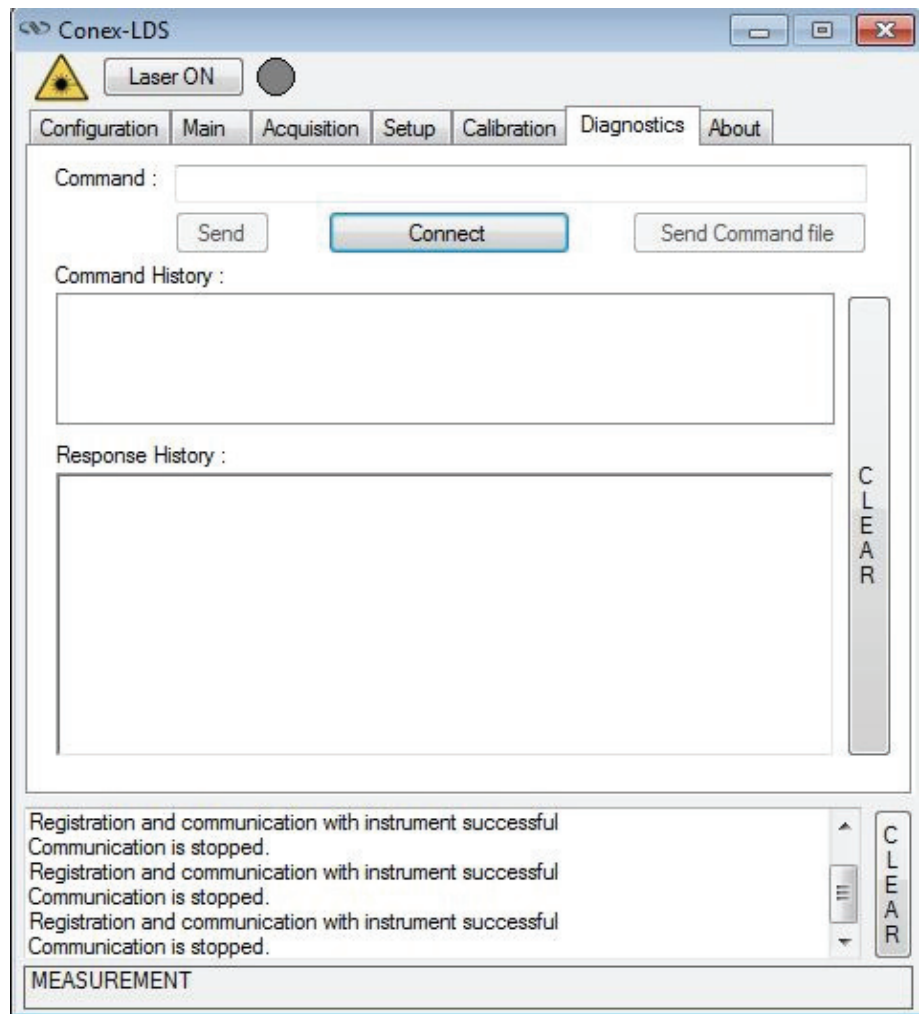 Conex-LDS
Laser ON
Configuration Main Acquisition Setup Calibration Diagnostics About
Command :
Send Connect Send Command file
Command History :
Response History :
CLEAR
Registration and communication with instrument successful
Communication is stopped.
Registration and communication with instrument successful
Communication is stopped.
Registration and communication with instrument successful
Communication is stopped.
CLEAR
MEASUREMENT